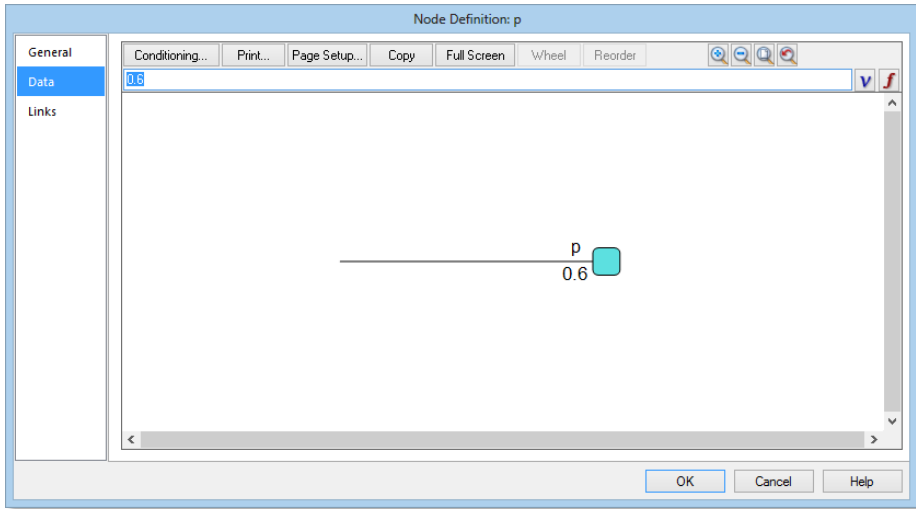 Node Definition: p
General
Data
Links
Conditioning... Print... Page Setup... Copy Full Screen Wheel Reorder
0.6
v f
p
0.6
OK Cancel Help